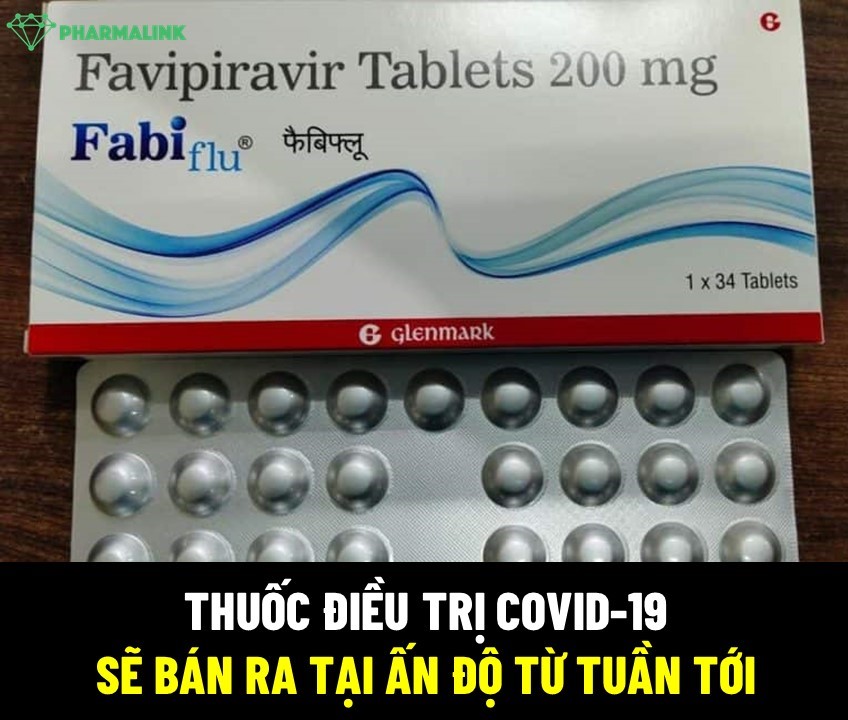 PHARMALINK
Favipiravir Tablets 200 mg
Fabiflu® फैबिफ्लू
1 x 34 Tablets
GLENMARK
THUỐC ĐIỀU TRỊ COVID-19
SẼ BÁN RA TẠI ẤN ĐỘ TỪ TUẦN TỚI